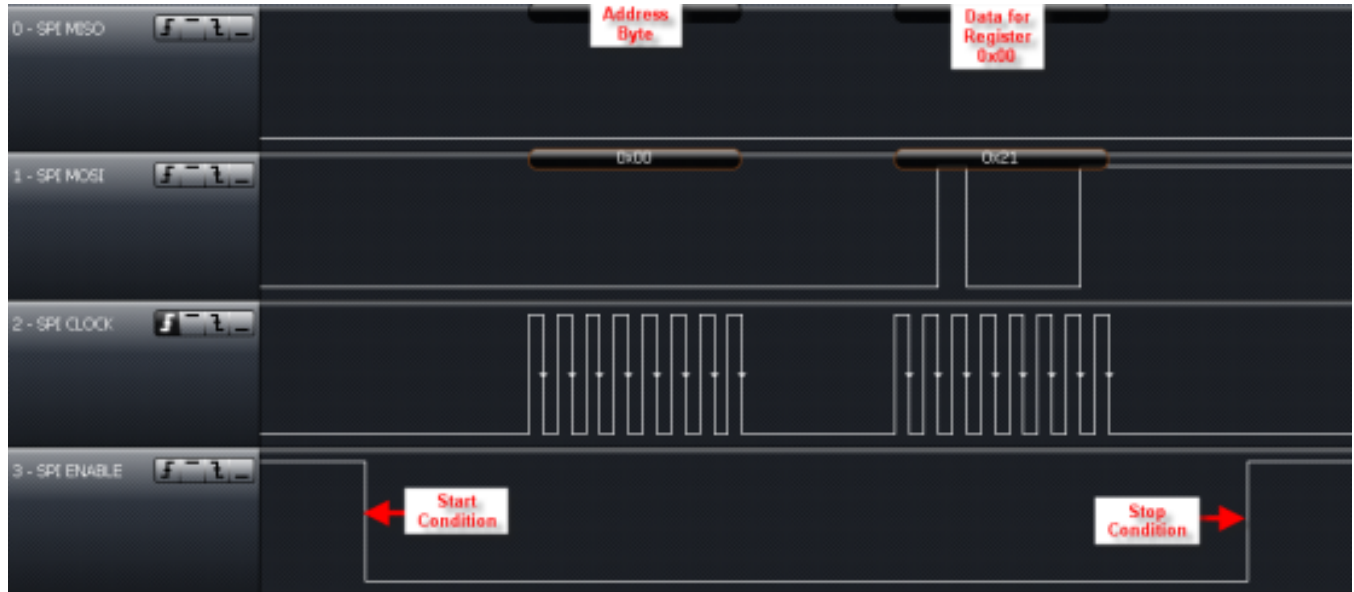 0 - SPI MISO
Address
Byte
Data for
Register
0x00
1 - SPI MOSI
0x00
0X21
2 - SPI CLOCK
3 - SPI ENABLE
Start
Condition
Stop
Condition